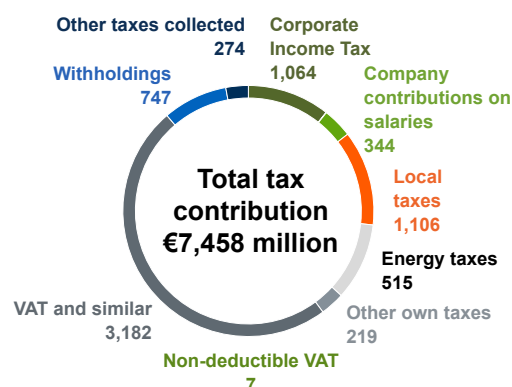 Other taxes collected
274
Corporate
Income Tax
1,064
Withholdings
747
Company
contributions on
salaries
344
Total tax
contribution
€7,458 million
Local
taxes
1,106
Energy taxes
515
VAT and similar
3,182
Other own taxes
219
Non-deductible VAT
7